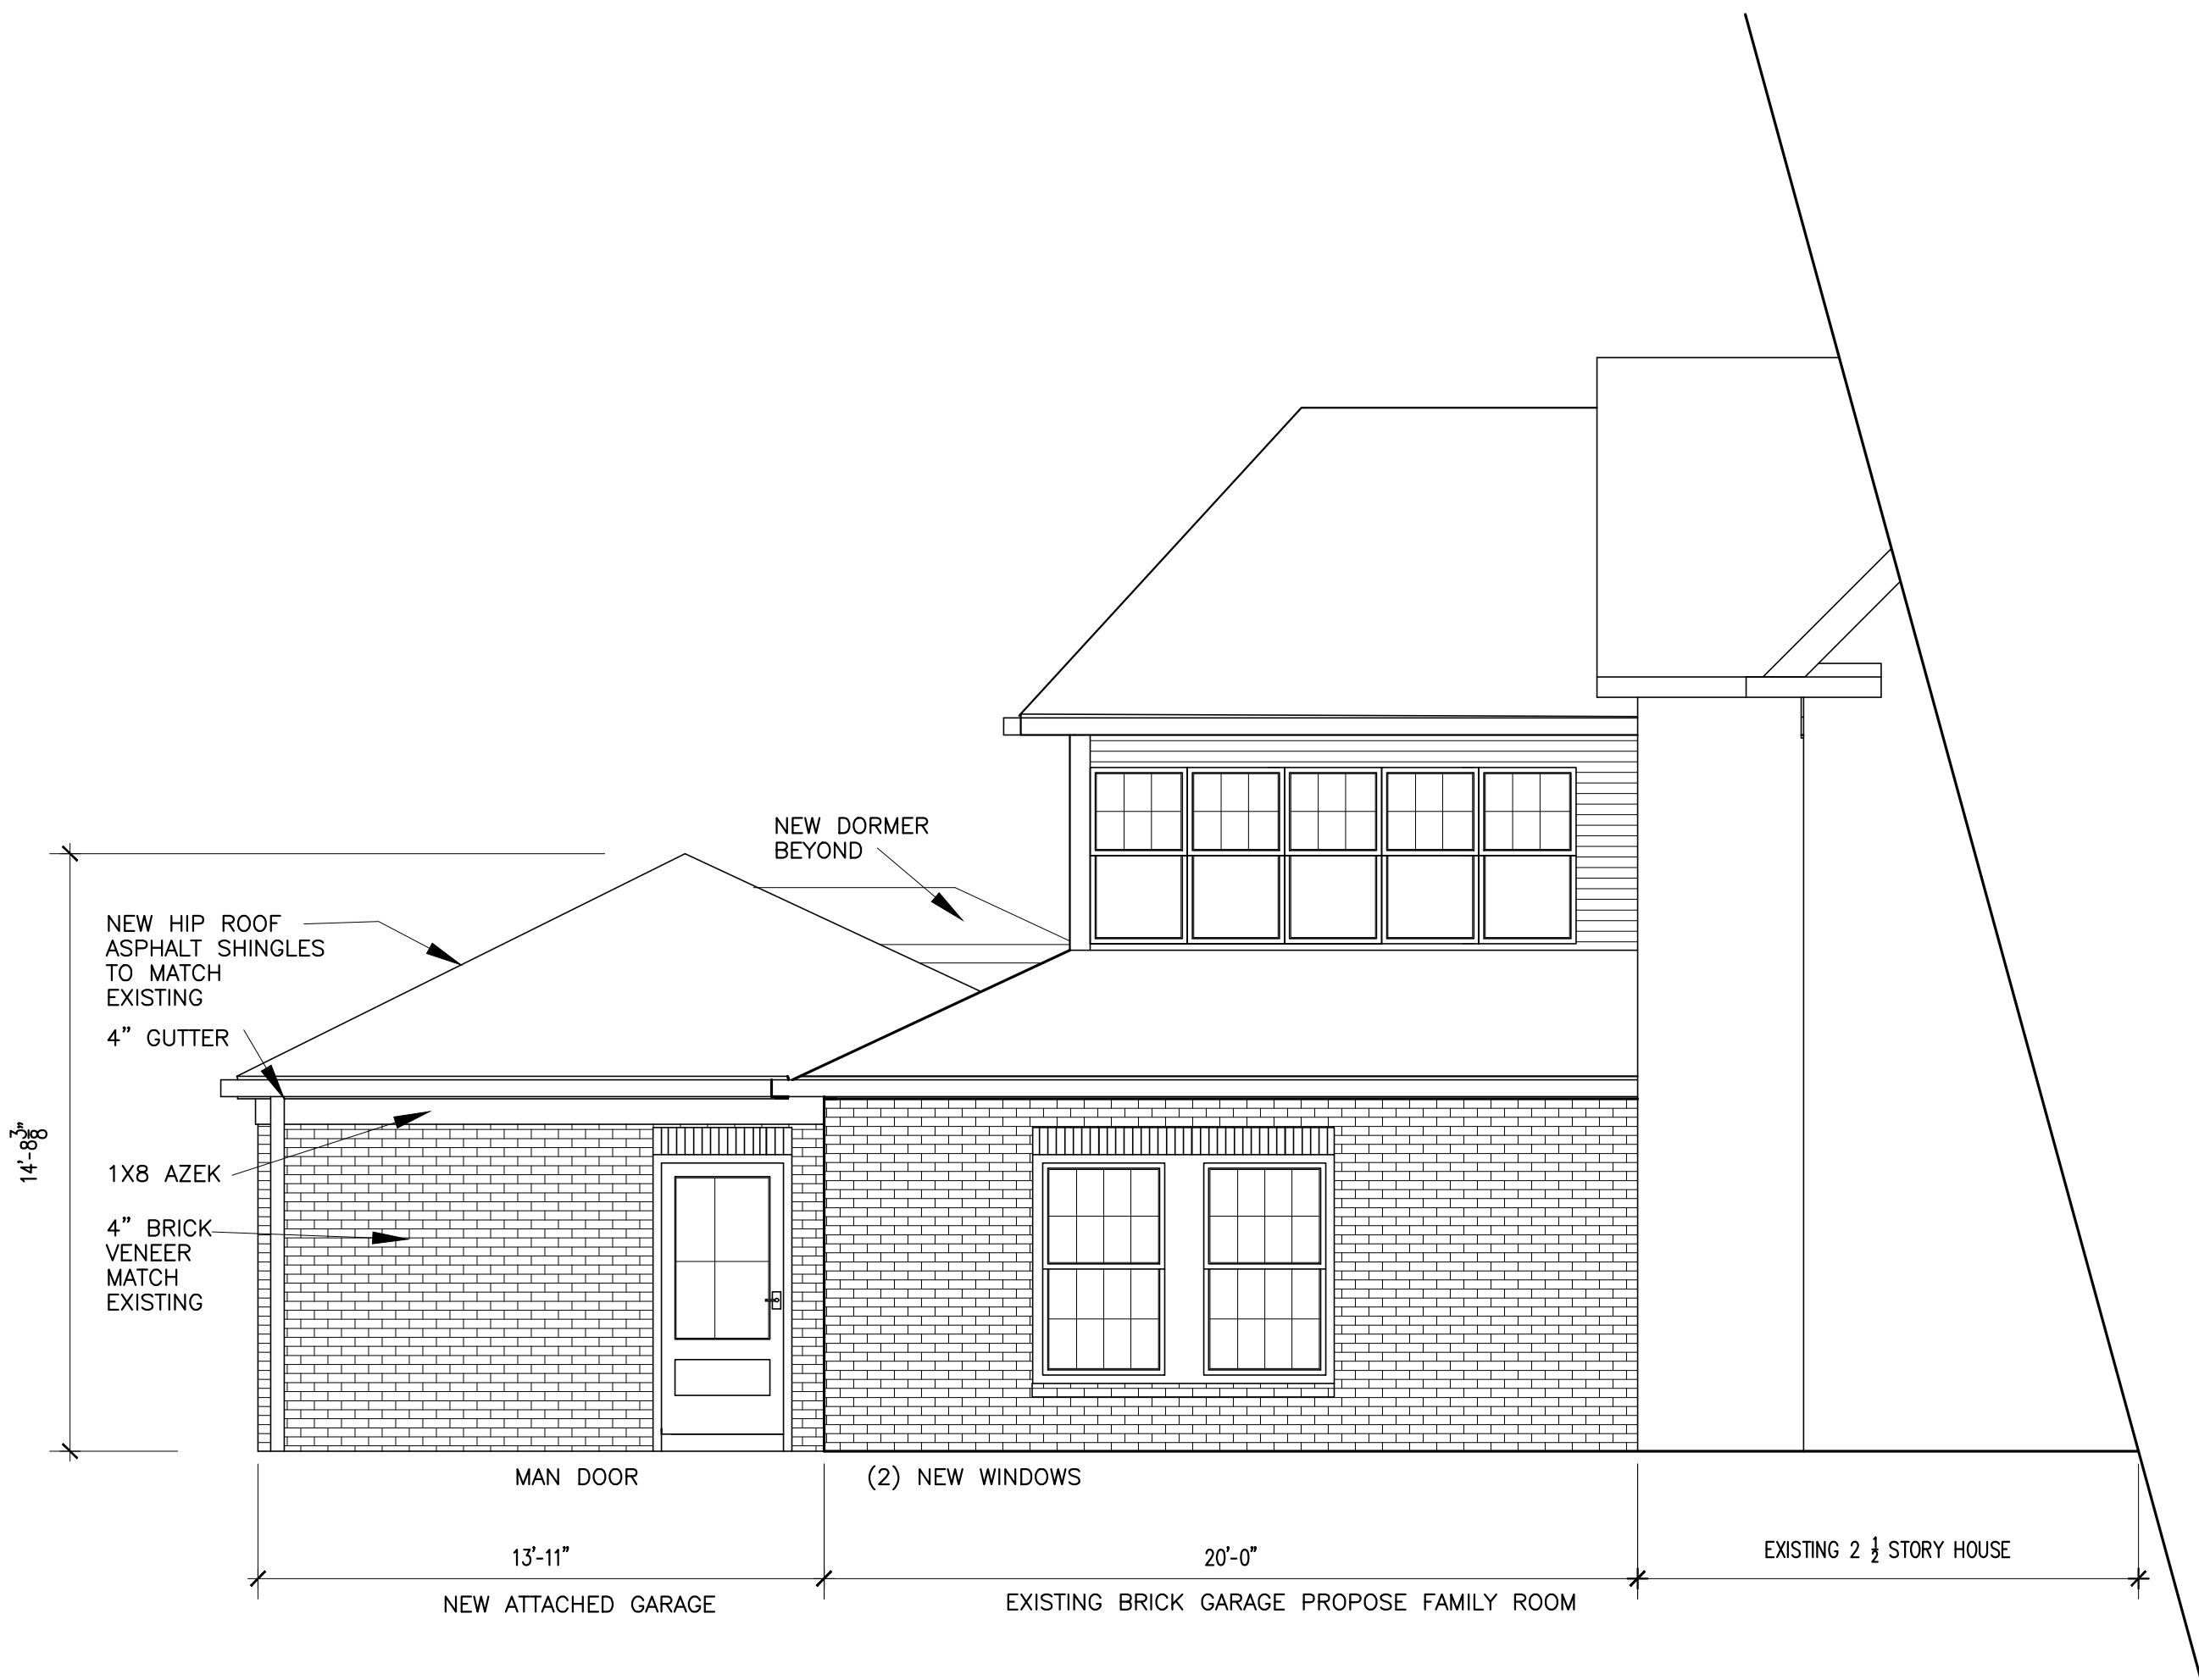 NEW DORMER
BEYOND
NEW HIP ROOF
ASPHALT SHINGLES
TO MATCH
EXISTING
4" GUTTER
14'-8 3/8"
1X8 AZEK
4" BRICK
VENEER
MATCH
EXISTING
MAN DOOR
(2) NEW WINDOWS
13'-11"
20'-0"
EXISTING 2 1/2 STORY HOUSE
NEW ATTACHED GARAGE
EXISTING BRICK GARAGE PROPOSE FAMILY ROOM